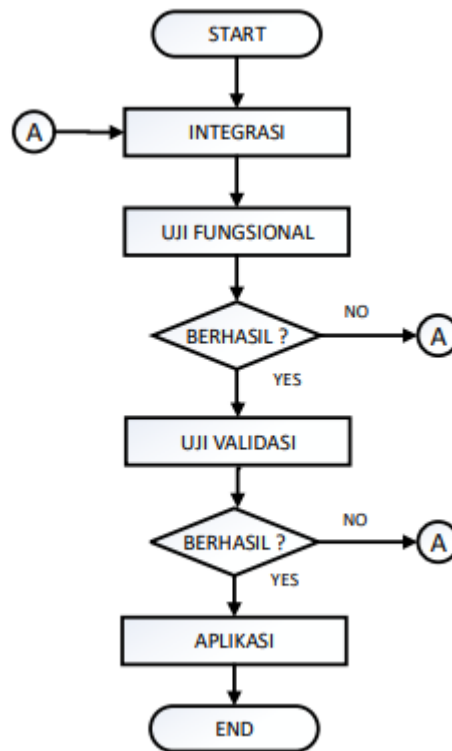 START
A
INTEGRASI
UJI FUNGSIONAL
BERHASIL ?
NO
A
YES
UJI VALIDASI
BERHASIL ?
NO
A
YES
APLIKASI
END